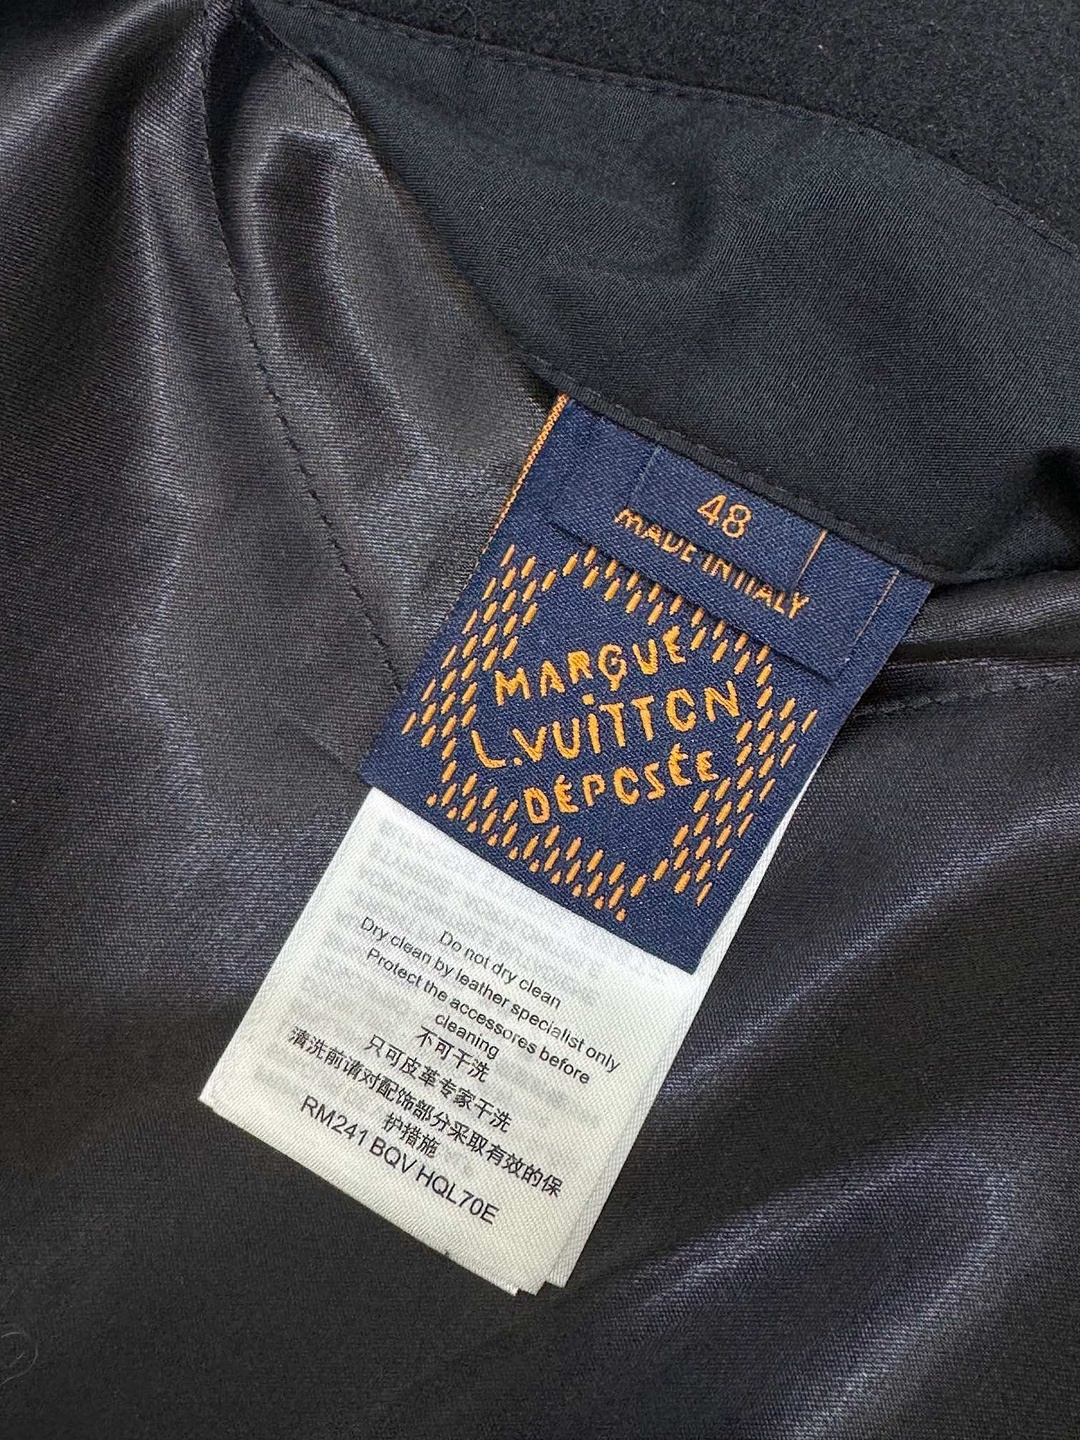 48
MADE IN ITALY
MARQUE
L.VUITTON
DÉPOSÉE
Do not dry clean
Dry clean by leather specialist only
Protect the accessores before
cleaning
不可干洗
只可皮革专家干洗
清洗前请对配饰部分采取有效的保
护措施
RM241 BQV HQL70E